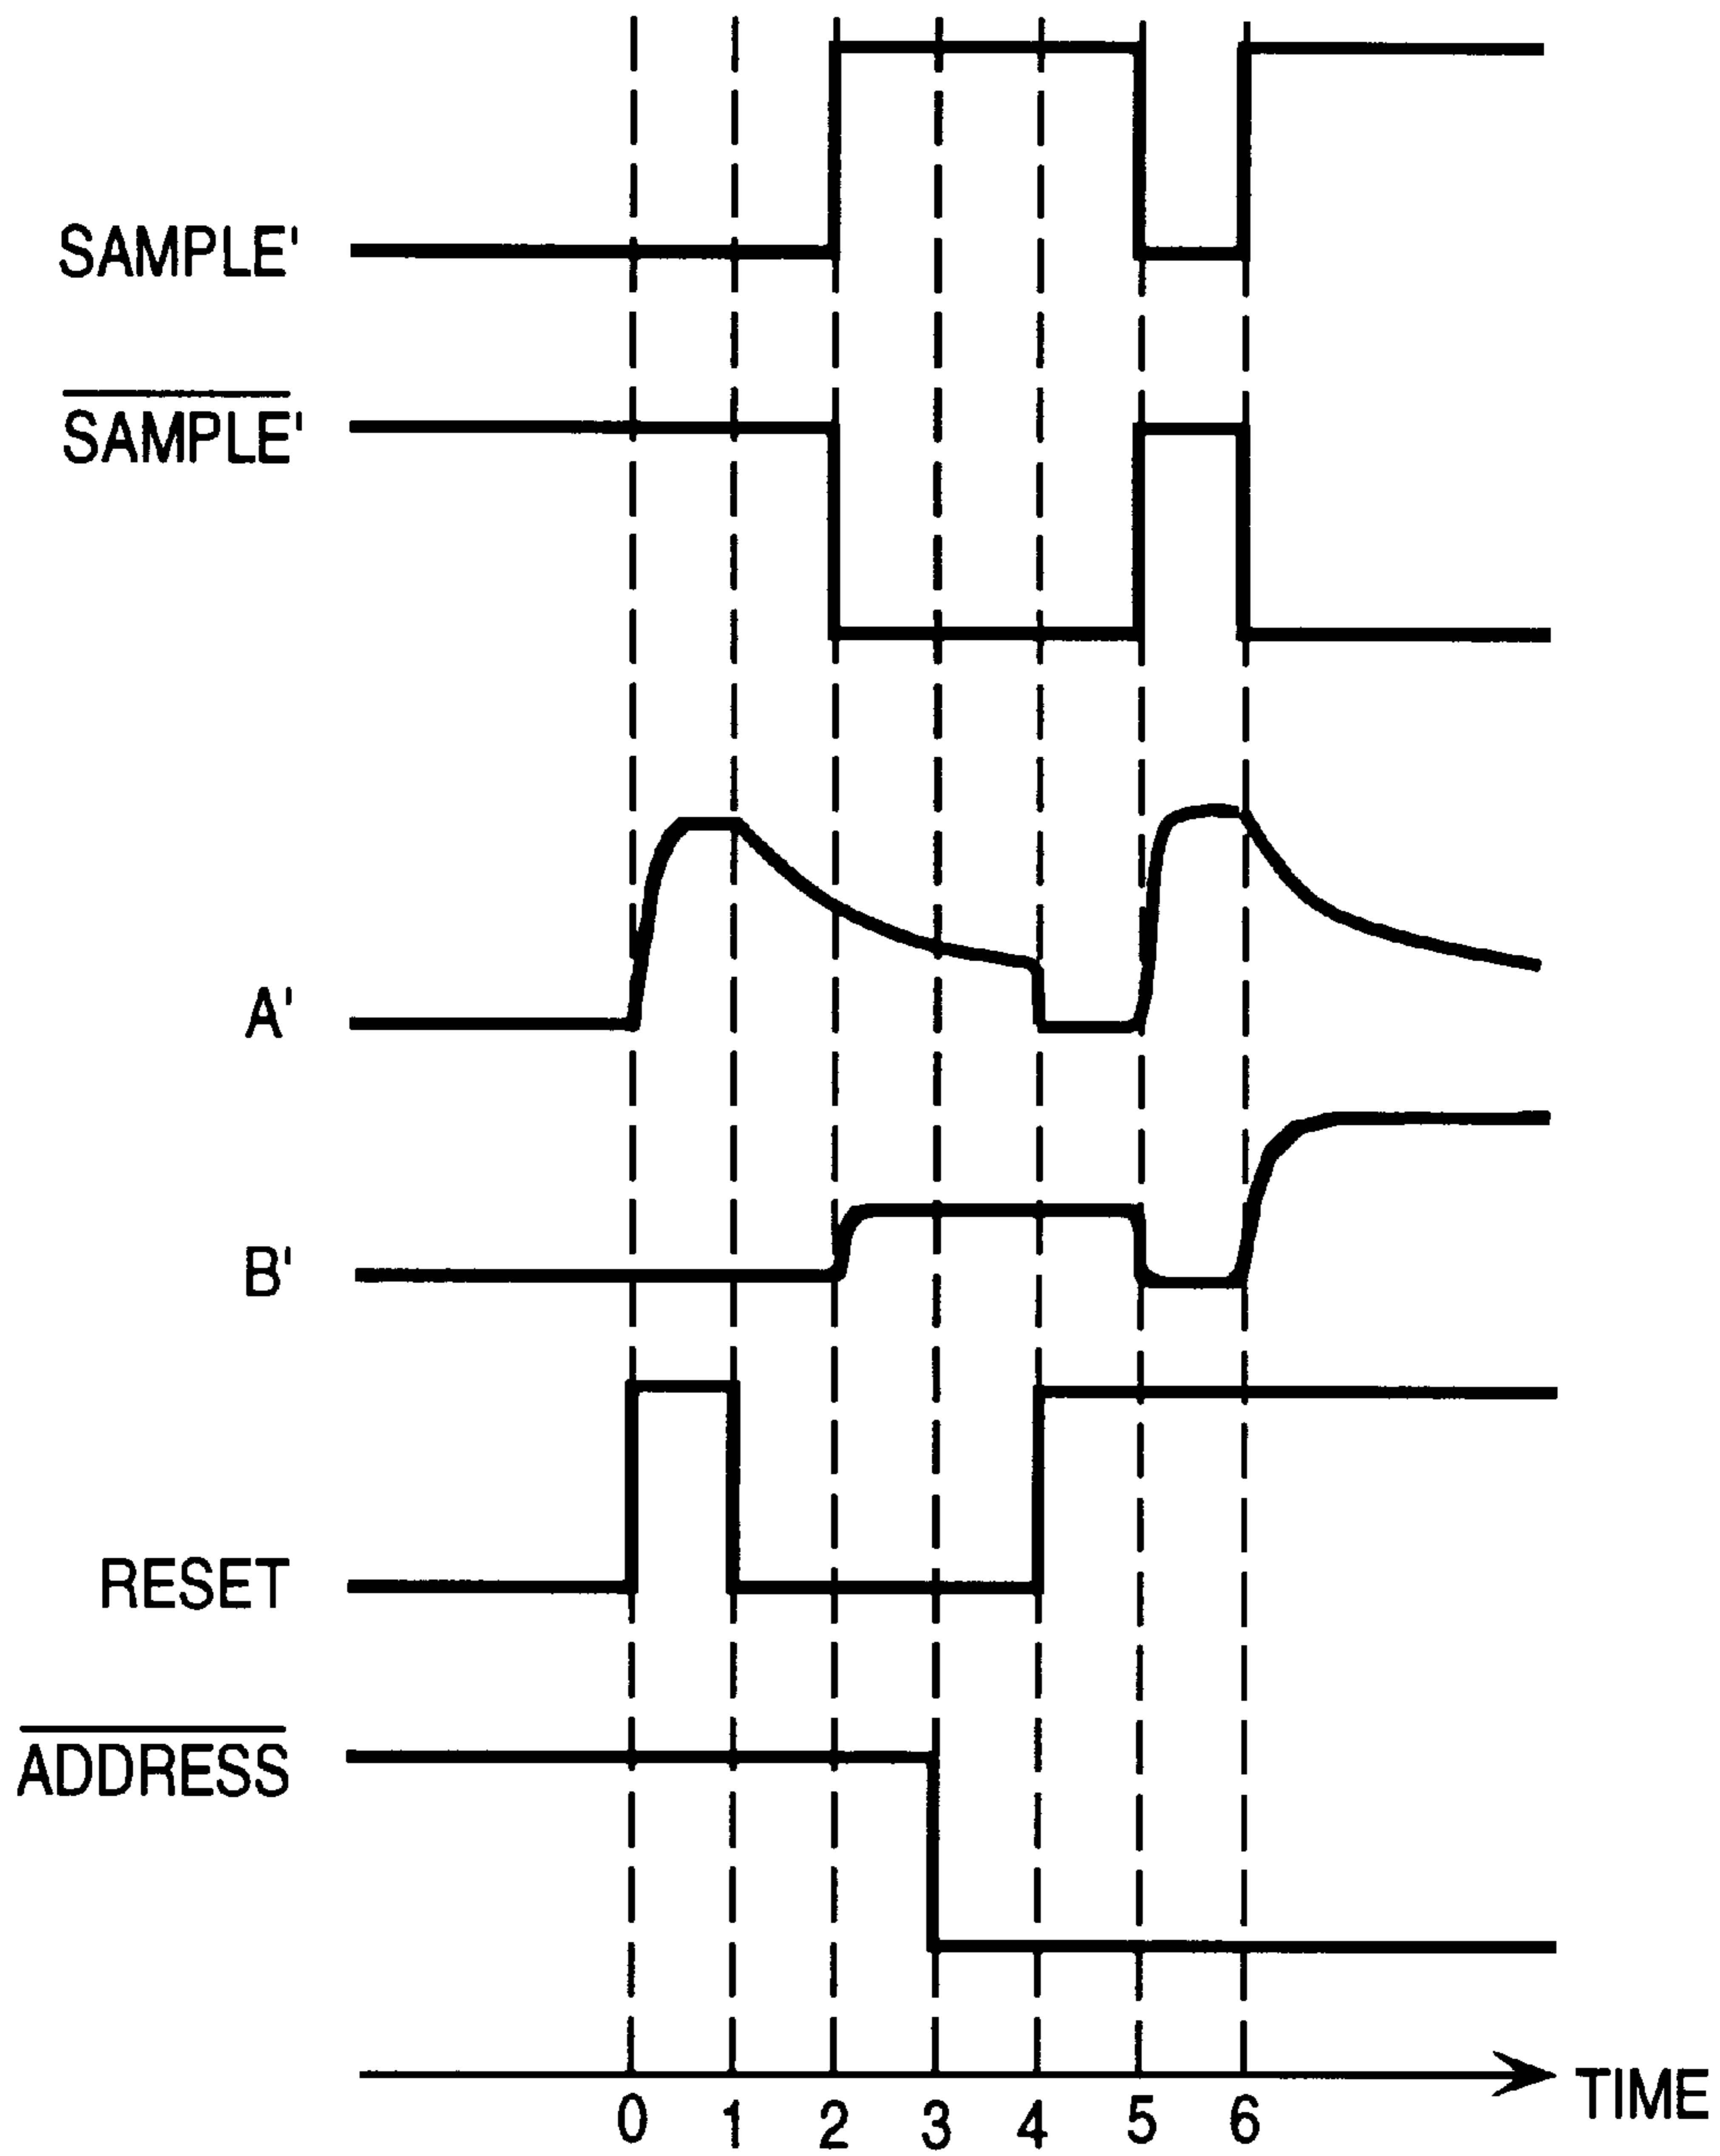 SAMPLE'
SAMPLE'
A'
B'
RESET
ADDRESS
TIME
0 1 2 3 4 5 6